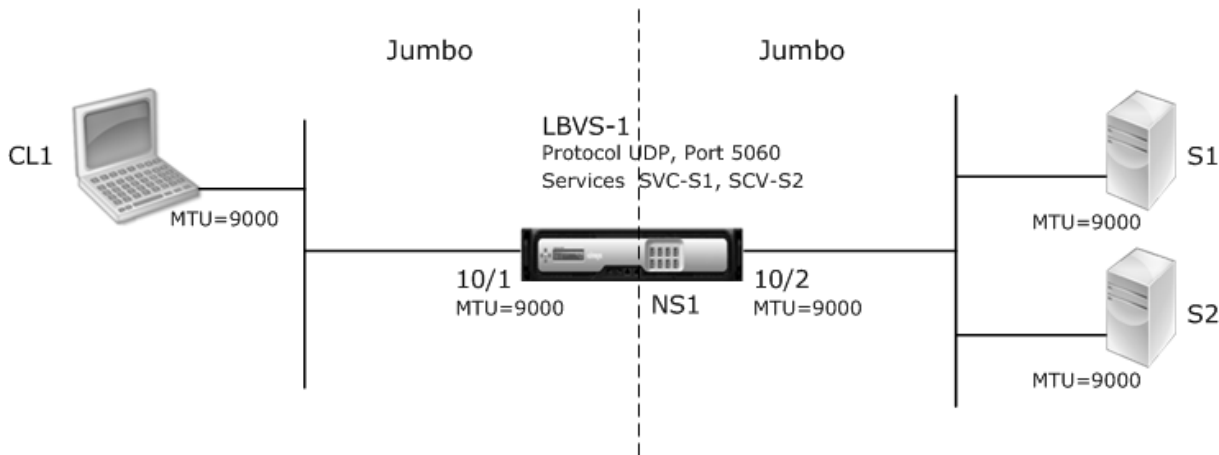 Jumbo
Jumbo
CL1
MTU=9000
LBVS-1
Protocol UDP, Port 5060
Services SVC-S1, SCV-S2
10/1
MTU=9000
NS1
10/2
MTU=9000
S1
MTU=9000
S2
MTU=9000